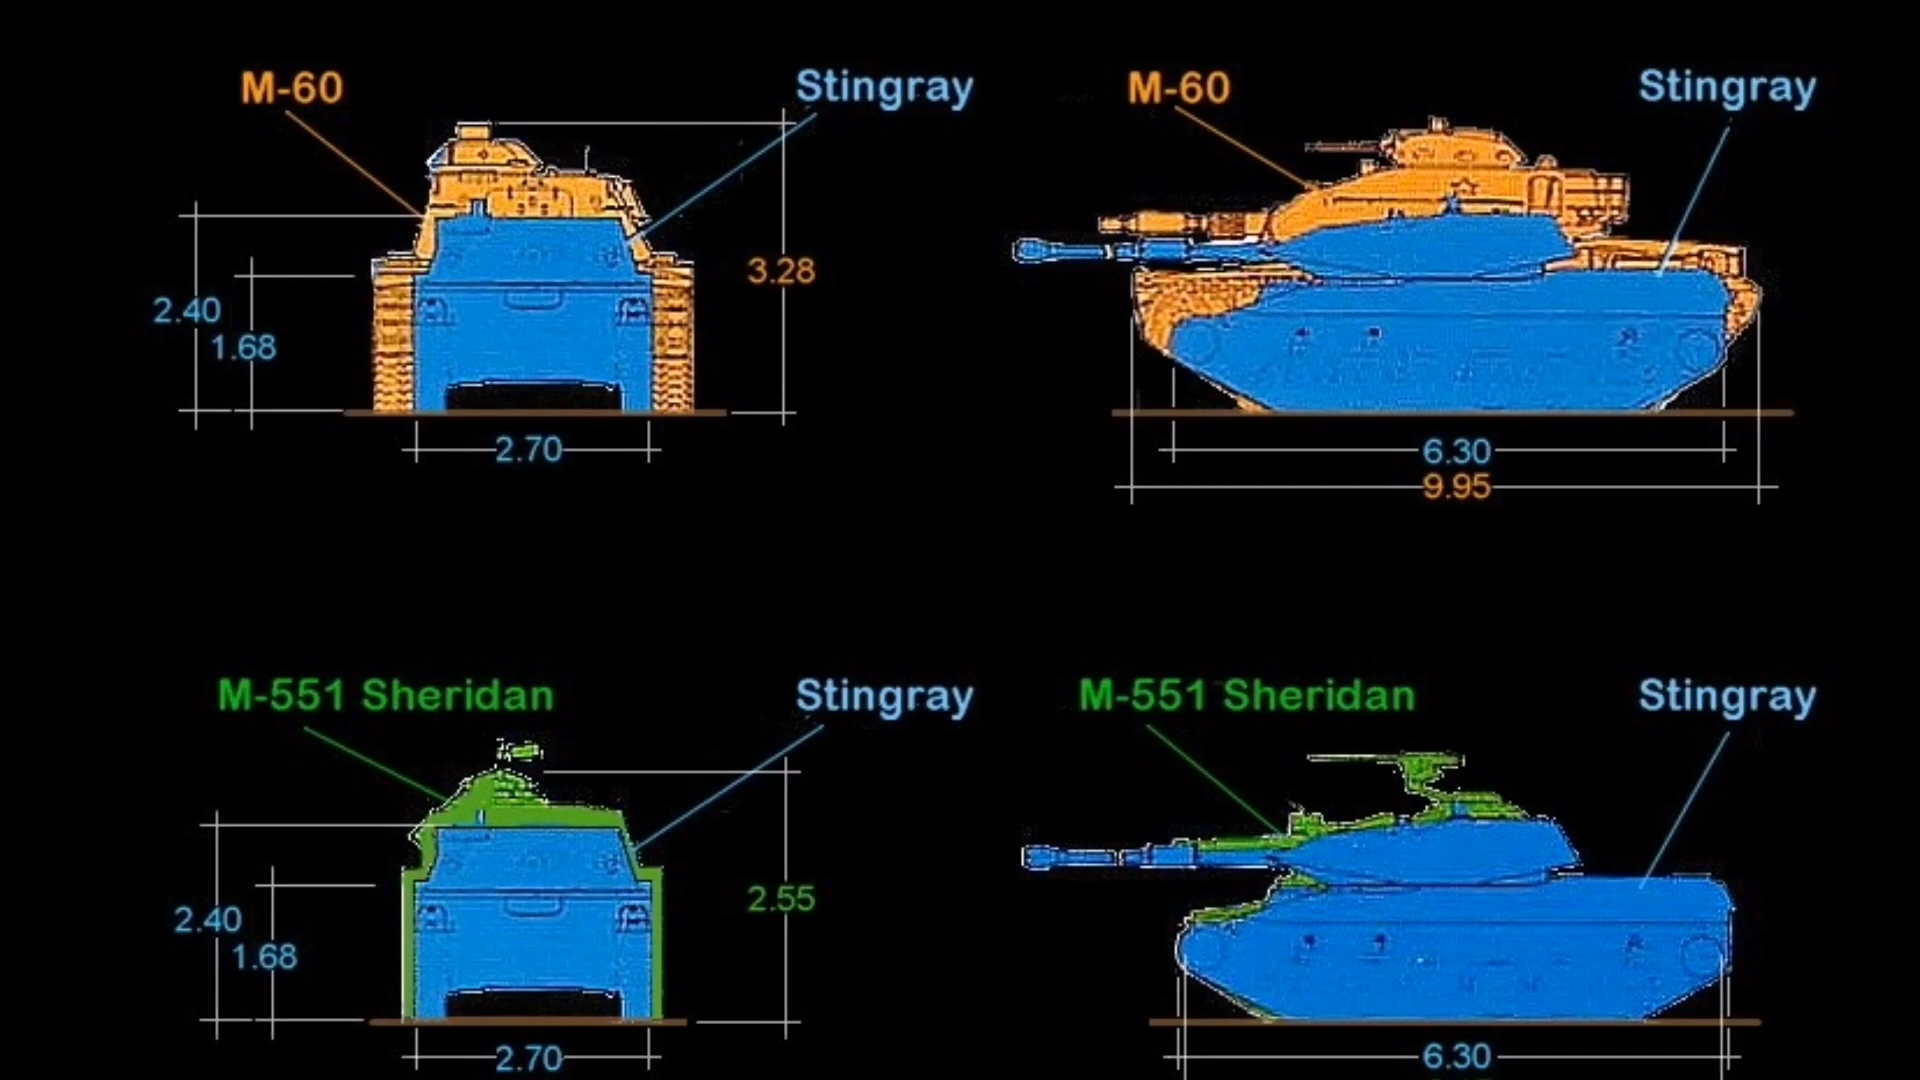 M-60
Stingray
M-60
Stingray
3.28
2.40
1.68
2.70
6.30
9.95
M-551 Sheridan
Stingray
M-551 Sheridan
Stingray
2.55
2.40
1.68
2.70
6.30